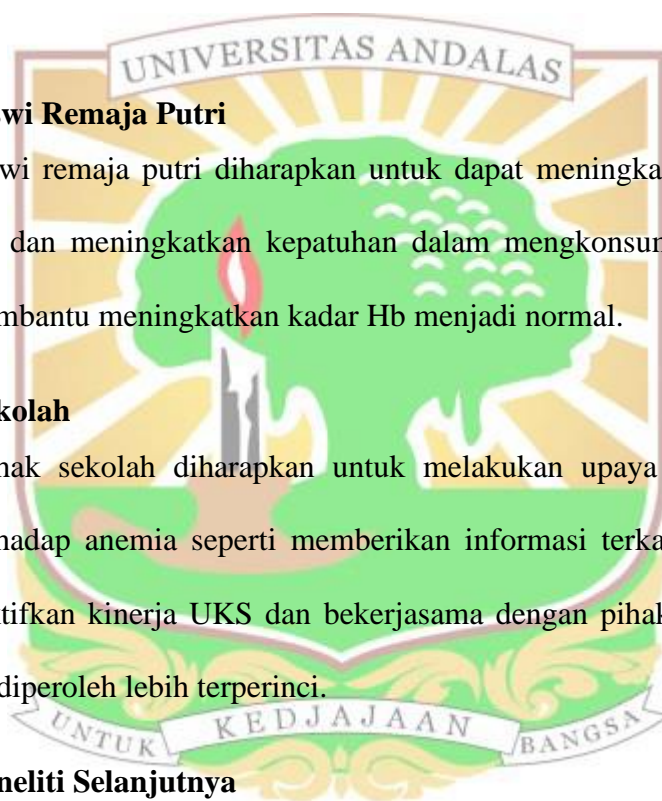 UNIVERSITAS ANDALAS
wi Remaja Putri
wi remaja putri diharapkan untuk dapat meningka
dan meningkatkan kepatuhan dalam mengkonsum
mbantu meningkatkan kadar Hb menjadi normal.
kolah
hak sekolah diharapkan untuk melakukan upaya
hadap anemia seperti memberikan informasi terka
tifkan kinerja UKS dan bekerjasama dengan pihak
diperoleh lebih terperinci.
UNTUK KEDJAJAAN BANGSA
neliti Selanjutnya